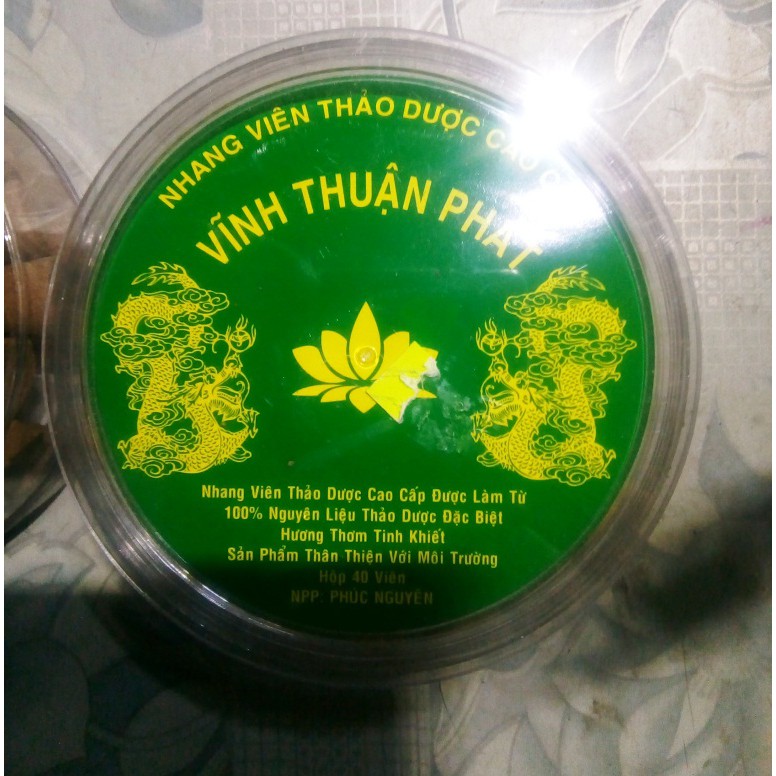 NHANG VIÊN THẢO DƯỢC CAO
VĨNH THUẬN PHÁT
Nhang Viên Thảo Dược Cao Cấp Được Làm Từ
100% Nguyên Liệu Thảo Dược Đặc Biệt
Hương Thơm Tinh Khiết
Sản Phẩm Thân Thiện Với Môi Trường
Hộp 40 Viên
NPP: PHÚC NGUYÊN